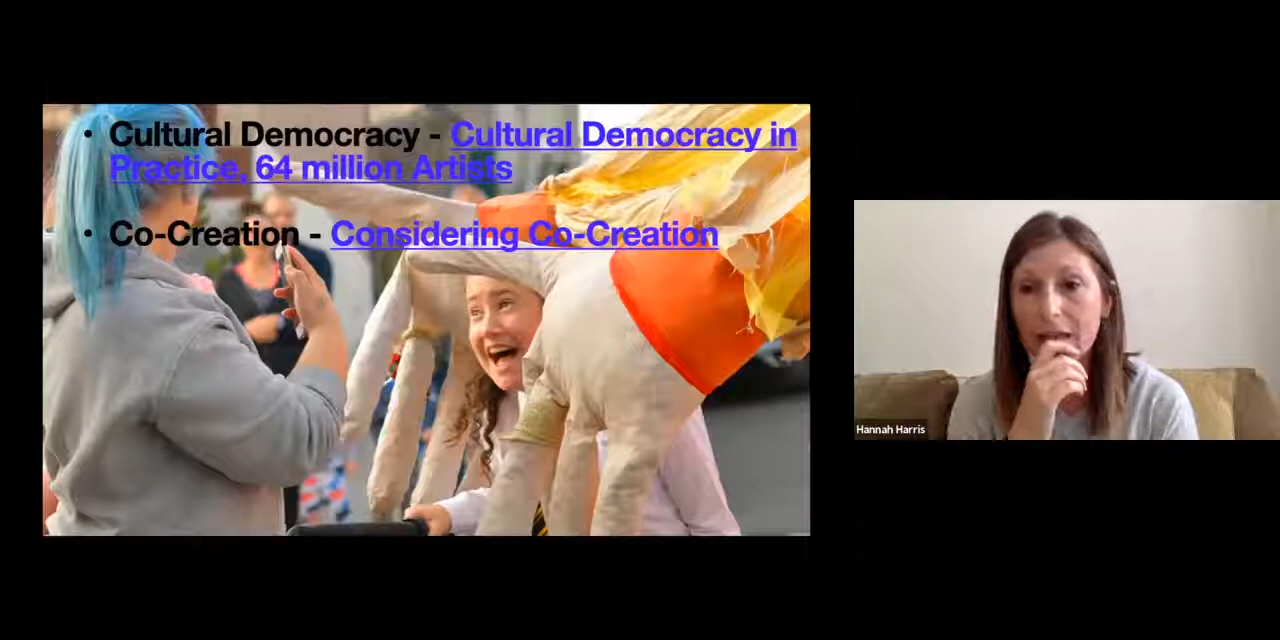 • Cultural Democracy - Cultural Democracy in
Practice, 64 million Artists
• Co-Creation - Considering Co-Creation
Hannah Harris